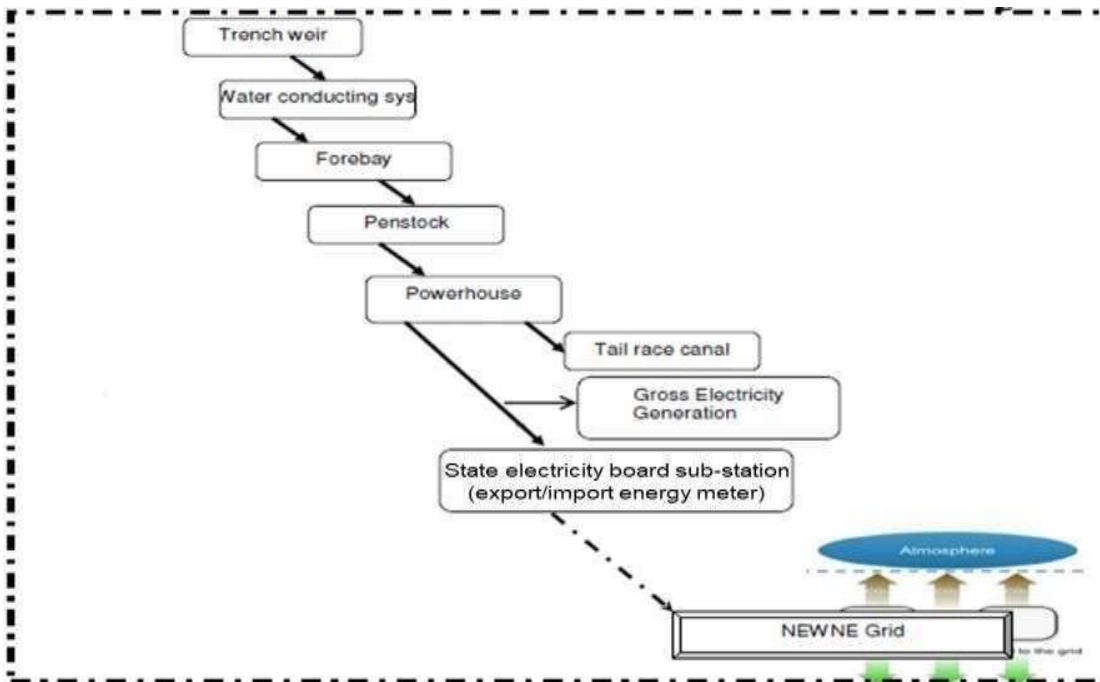 Trench weir
Water conducting sys
Forebay
Penstock
Powerhouse
Tail race canal
Gross Electricity
Generation
State electricity board sub-station
(export/import energy meter)
Atmosphere
NEWNE Grid
to the grid